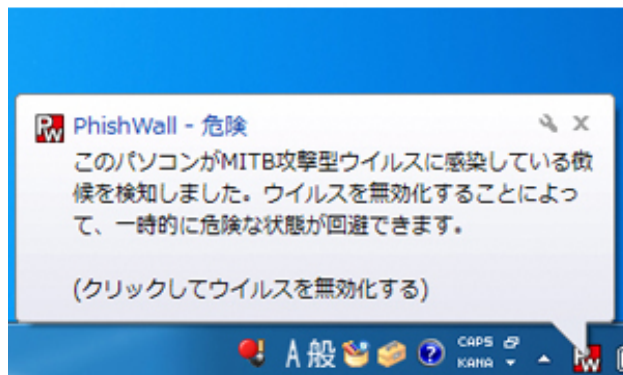 PhishWall - 危険
このパソコンがMITB攻撃型ウイルスに感染している徴
候を検知しました。ウイルスを無効化することによっ
て、一時的に危険な状態が回避できます。
(クリックしてウイルスを無効化する)
A 般 CAPS
KANA